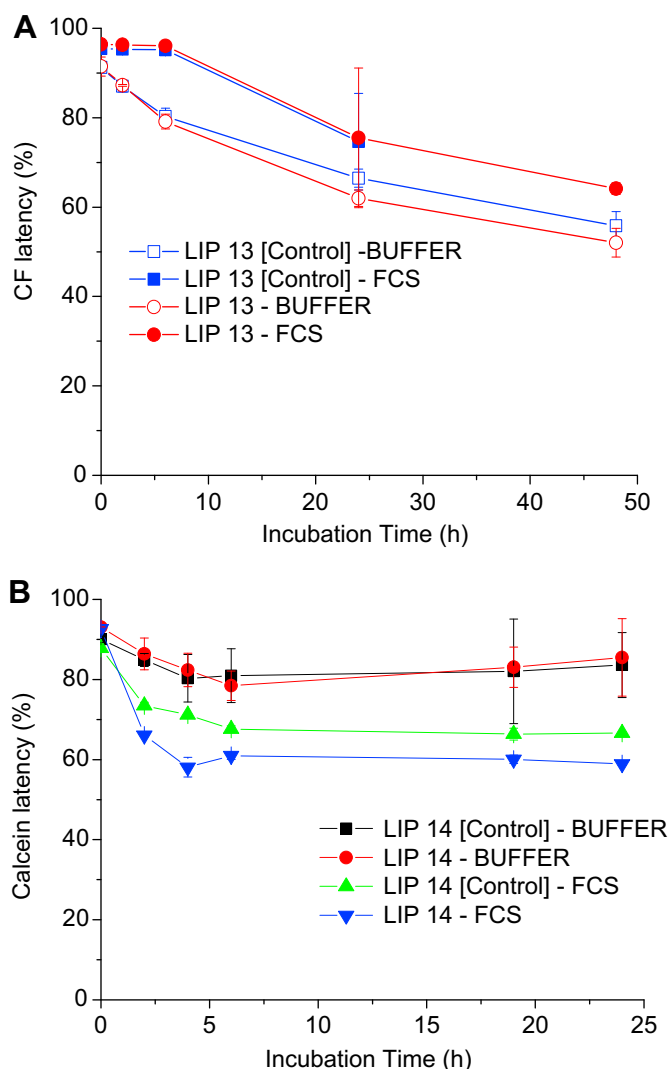 A
100
80
60
40
20
0
CF latency (%)
LIP 13 [Control] -BUFFER
LIP 13 [Control] - FCS
LIP 13 - BUFFER
LIP 13 - FCS
0 10 20 30 40 50
Incubation Time (h)
B
100
80
60
40
20
0
Calcein latency (%)
LIP 14 [Control] - BUFFER
LIP 14 - BUFFER
LIP 14 [Control] - FCS
LIP 14 - FCS
0 5 10 15 20 25
Incubation Time (h)